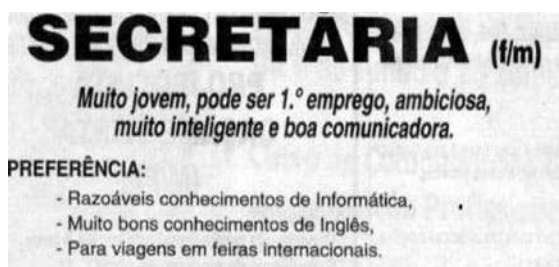 SECRETÁRIA (f/m)
Muito jovem, pode ser 1.º emprego, ambiciosa,
muito inteligente e boa comunicadora.
PREFERÊNCIA:
- Razoáveis conhecimentos de Informática,
- Muito bons conhecimentos de Inglês,
- Para viagens em feiras internacionais.